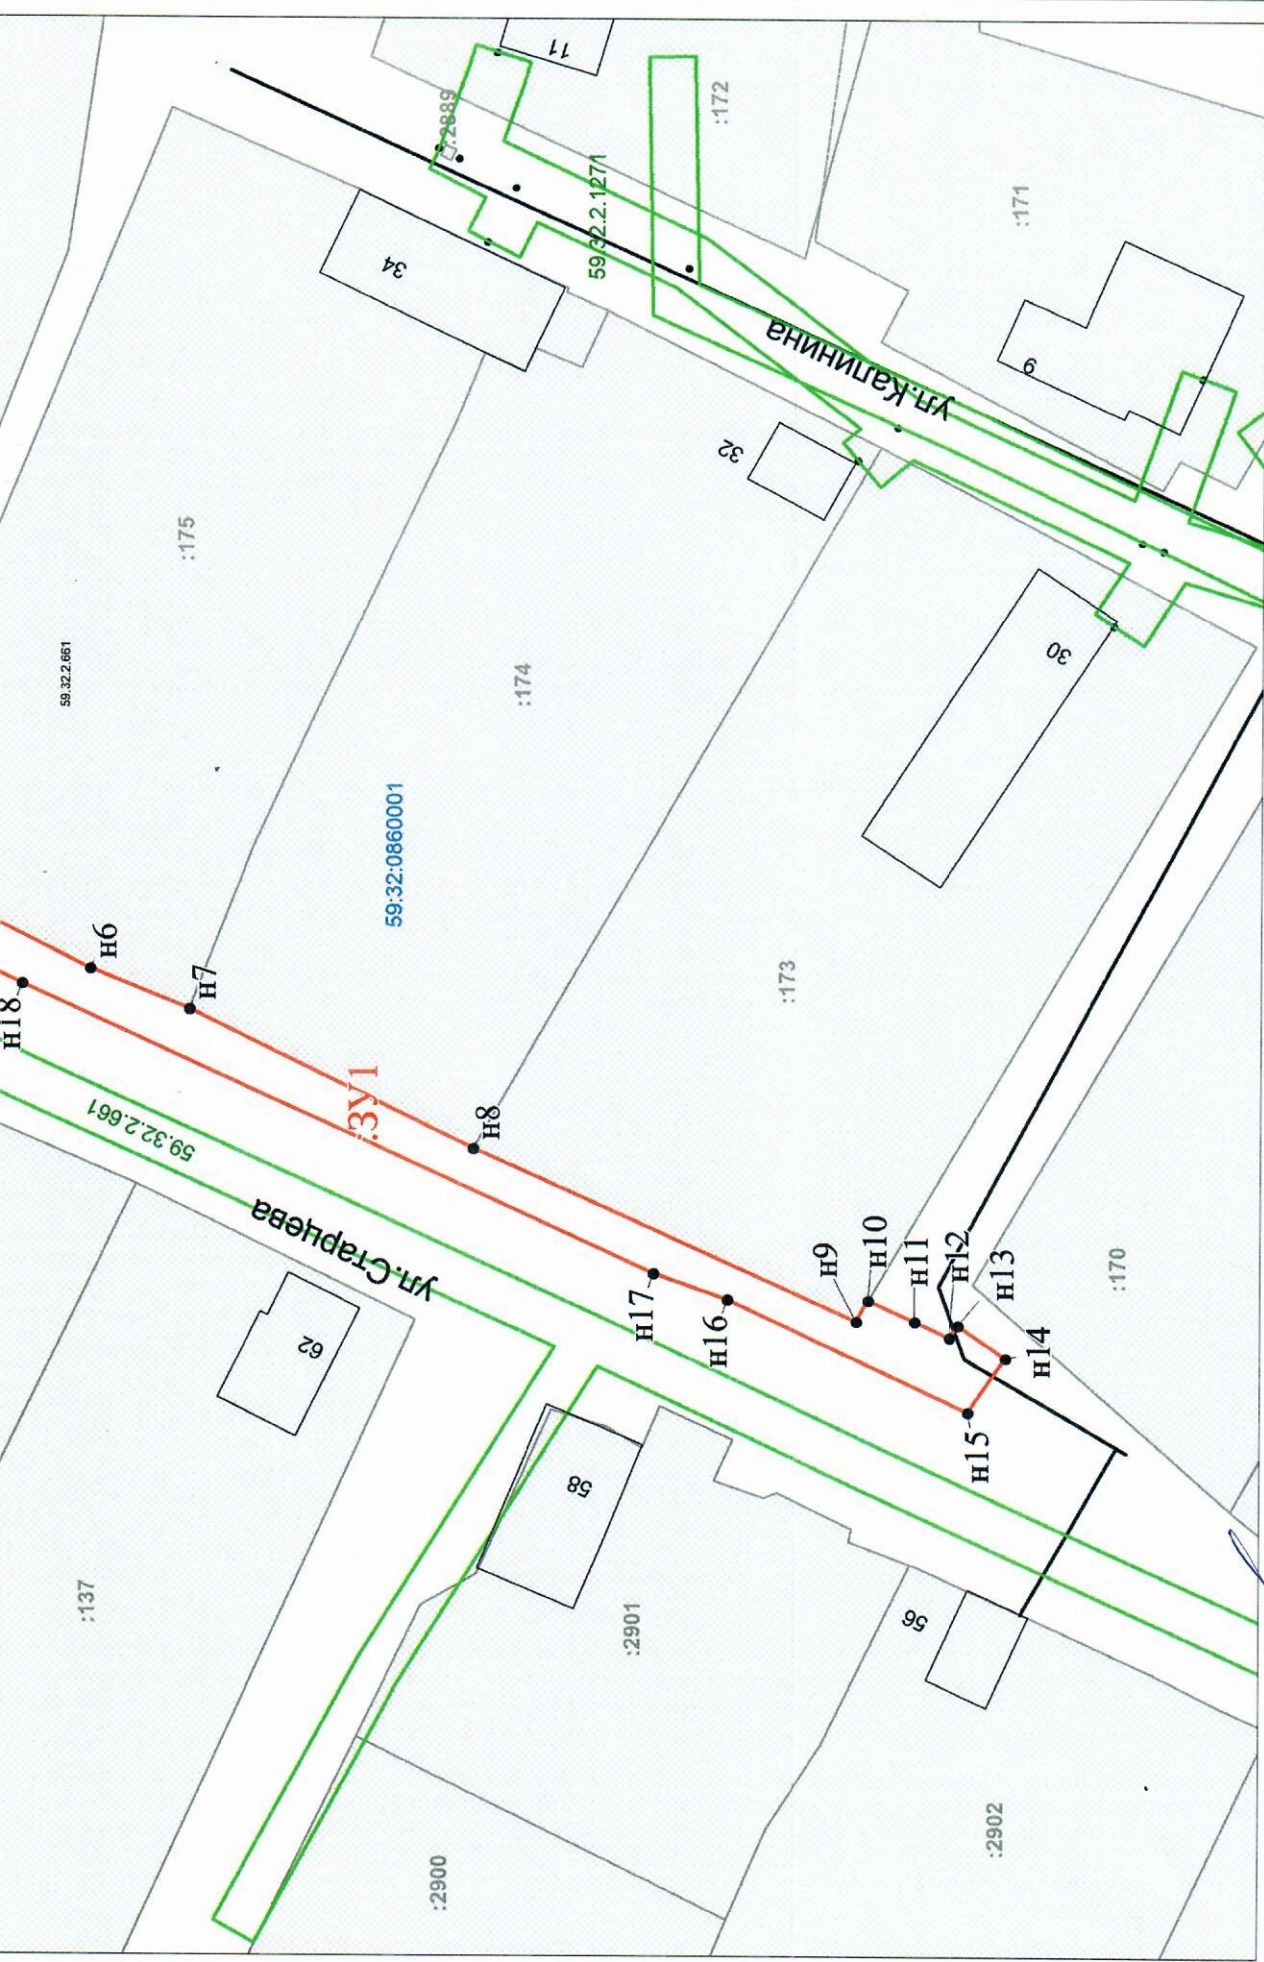 11
:2889
:172
59.32.2.1271
34
:171
ул.Калинина
9
32
:175
59.32.2.661
:174
30
59:32:0860001
:173
н6
н7
н18
:ЗУ1
н8
59.32.2.661
ул.Старцева
н9
н10
н11
н12
н13
н14
н15
н16
н17
:170
62
58
56
:137
:2901
:2900
:2902